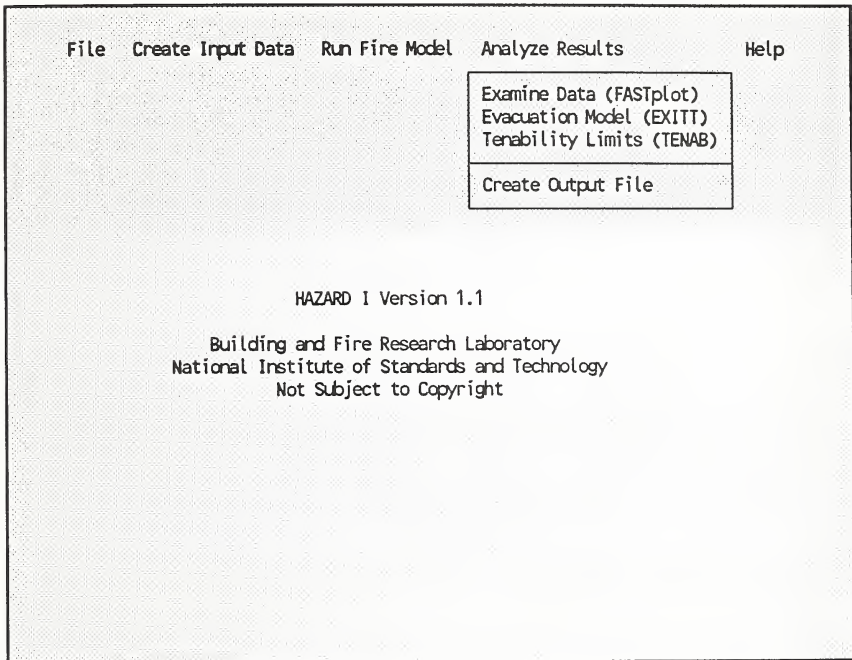 File Create Input Data Run Fire Model Analyze Results Help
Examine Data (FASTplot)
Evacuation Model (EXITT)
Tenability Limits (TENAB)
Create Output File
HAZARD I Version 1.1
Building and Fire Research Laboratory
National Institute of Standards and Technology
Not Subject to Copyright